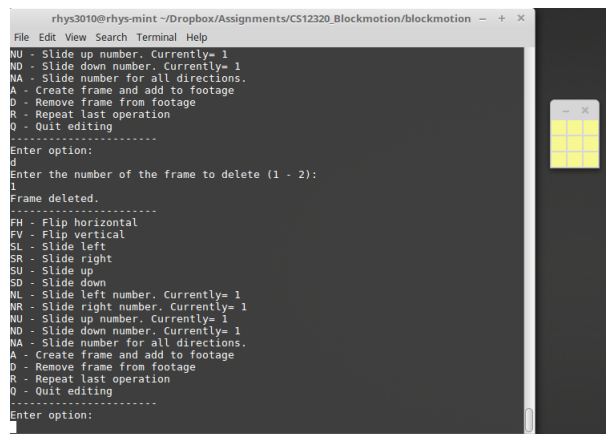 rhys3010@rhys-mint ~/Dropbox/Assignments/CS12320_Blockmotion/blockmotion
File Edit View Search Terminal Help
NU - Slide up number. Currently= 1
ND - Slide down number. Currently= 1
NA - Slide number for all directions.
A - Create frame and add to footage
D - Remove frame from footage
R - Repeat last operation
Q - Quit editing
-----------------------
Enter option:
d
Enter the number of the frame to delete (1 - 2):
1
Frame deleted.
-----------------------
FH - Flip horizontal
FV - Flip vertical
SL - Slide left
SR - Slide right
SU - Slide up
SD - Slide down
NL - Slide left number. Currently= 1
NR - Slide right number. Currently= 1
NU - Slide up number. Currently= 1
ND - Slide down number. Currently= 1
NA - Slide number for all directions.
A - Create frame and add to footage
D - Remove frame from footage
R - Repeat last operation
Q - Quit editing
-----------------------
Enter option: